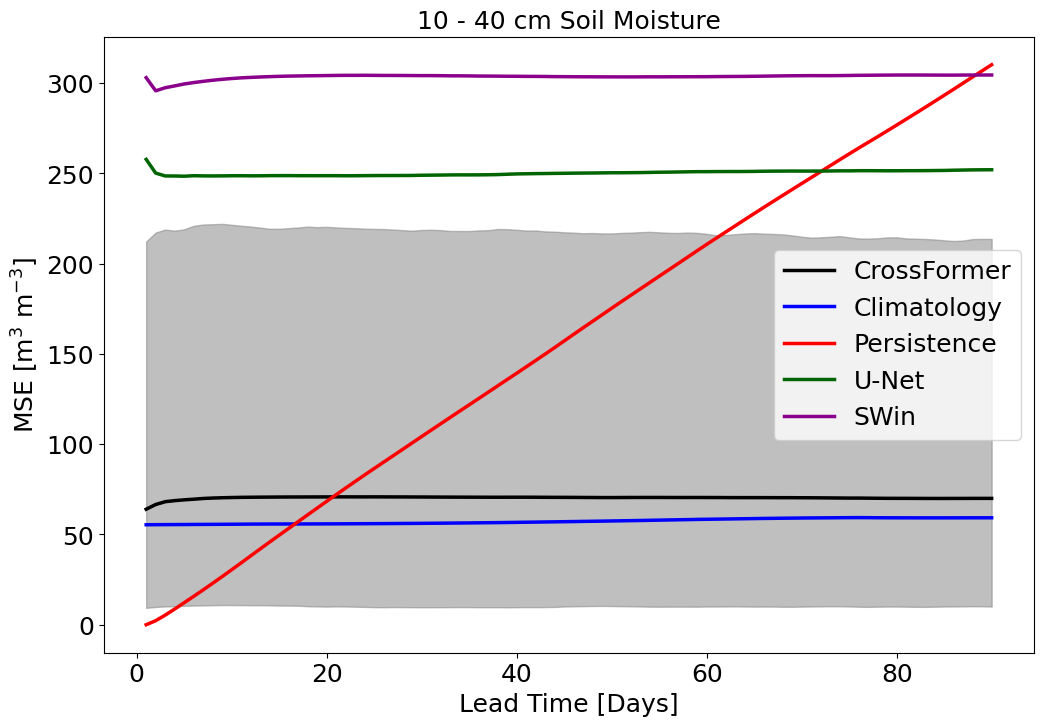 10 - 40 cm Soil Moisture
MSE [m³ m⁻³]
300
250
200
150
100
50
0
CrossFormer
Climatology
Persistence
U-Net
SWin
0 20 40 60 80
Lead Time [Days]